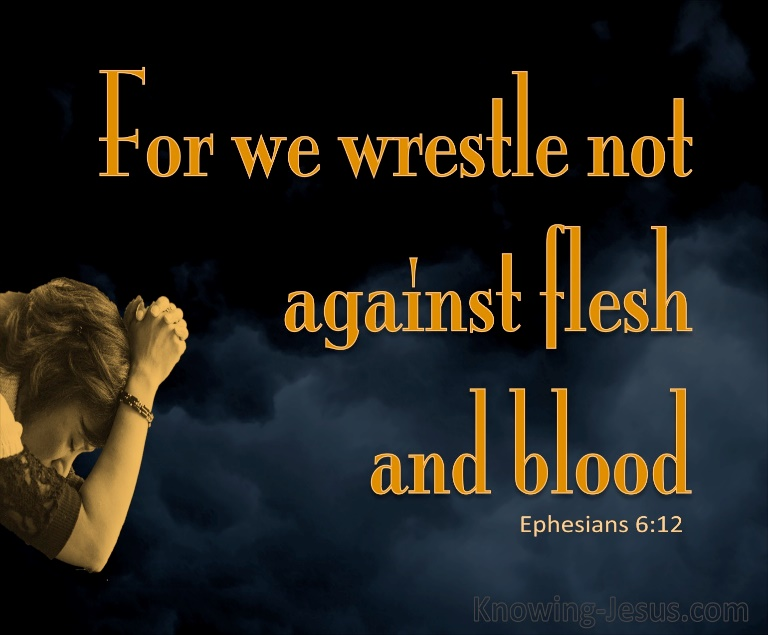 For we wrestle not
against flesh
and blood
Ephesians 6:12
Knowing-Jesus.com